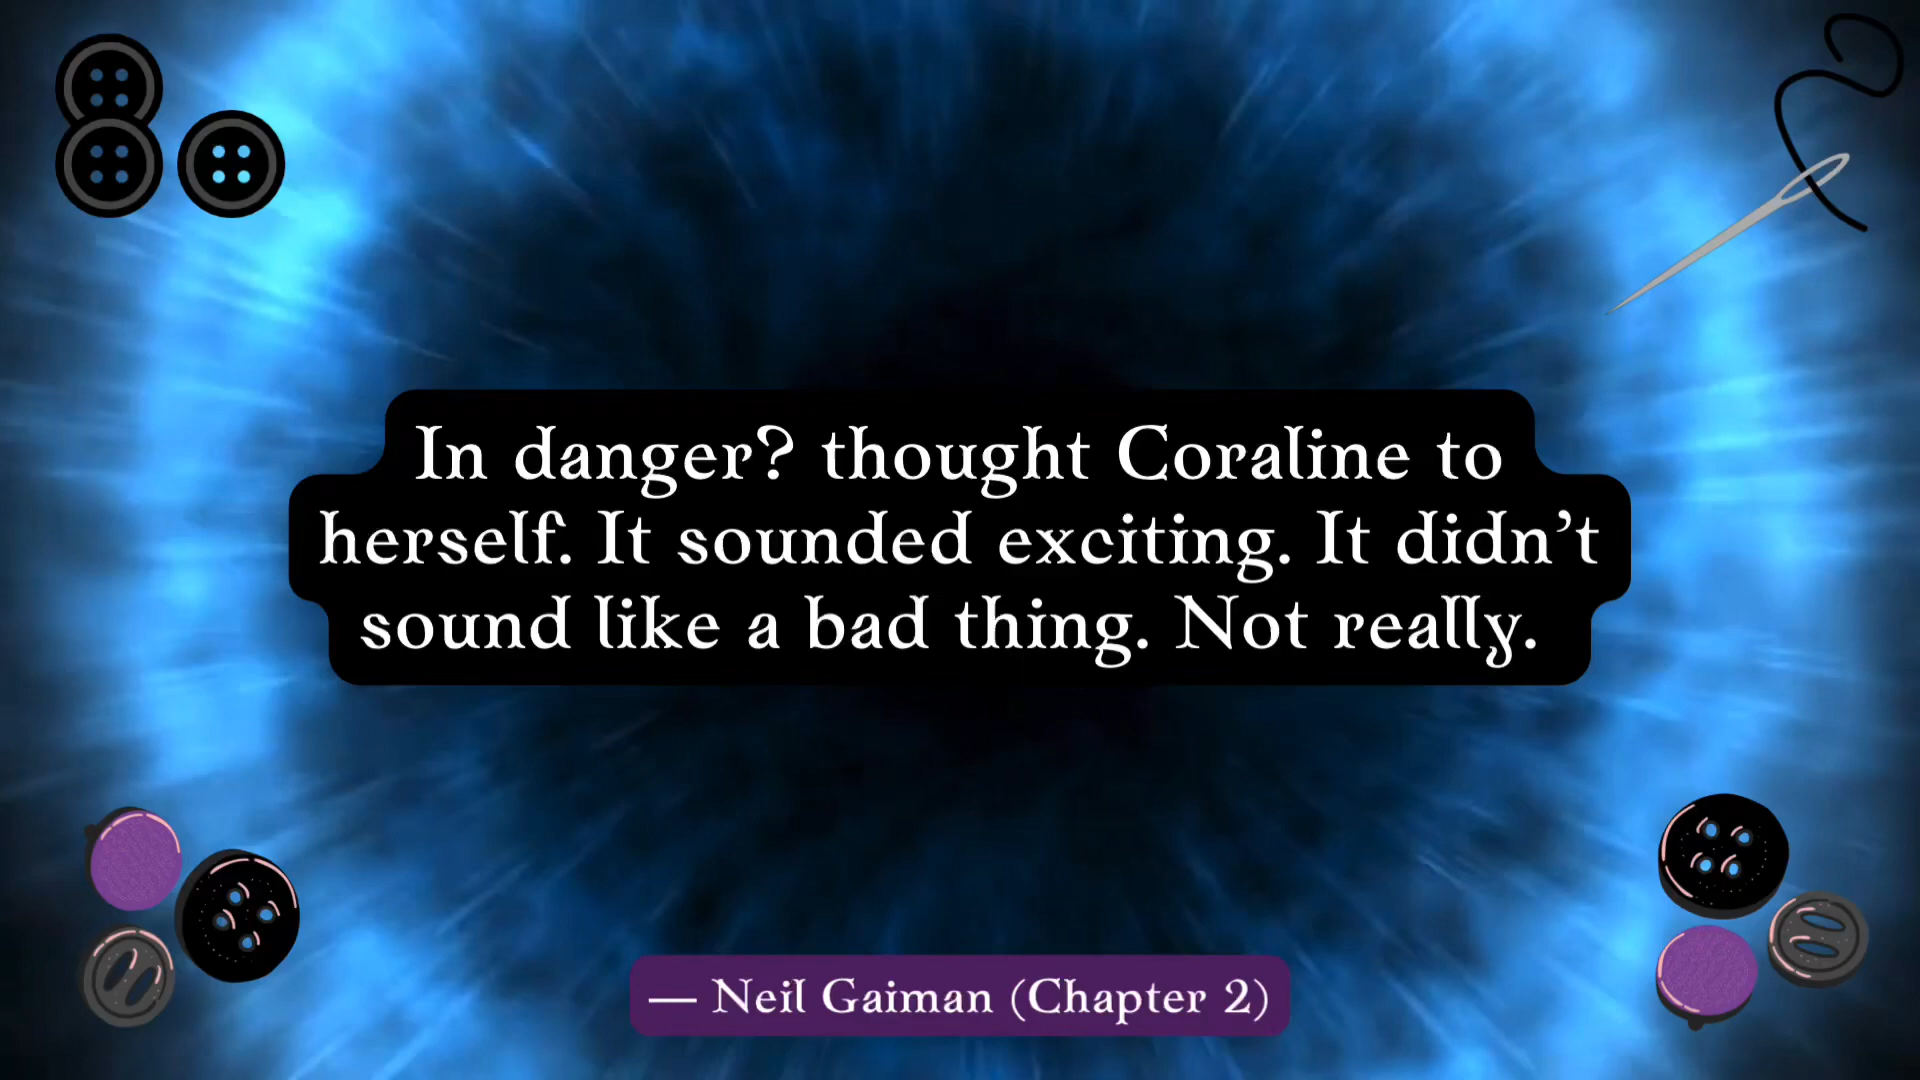 In danger? thought Coraline to
herself. It sounded exciting. It didn’t
sound like a bad thing. Not really.
— Neil Gaiman (Chapter 2)